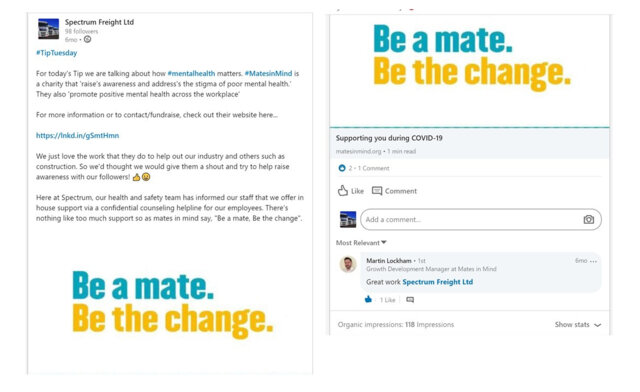 Spectrum Freight Ltd
98 followers
6mo •
#TipTuesday
For today's Tip we are talking about how #mentalhealth matters. #MatesinMind is
a charity that 'raise's awareness and address's the stigma of poor mental health.'
They also 'promote positive mental health across the workplace'
For more information or to contact/fundraise, check out their website here...
https://lnkd.in/gSmtHmn
We just love the work that they do to help out our industry and others such as
construction. So we'd thought we would give them a shout and try to help raise
awareness with our followers! 👍😀
Here at Spectrum, our health and safety team has informed our staff that we offer in
house support via a confidential counseling helpline for our employees. There's
nothing like too much support so as mates in mind say, "Be a mate, Be the change".
Be a mate.
Be the change.
Be a mate.
Be the change.
Supporting you during COVID-19
matesinmind.org • 1 min read
2 · 1 Comment
Like Comment
Add a comment...
Most Relevant ▼
Martin Lockham • 1st 6mo ...
Growth Development Manager at Mates in Mind
Great work Spectrum Freight Ltd
1 Like
Organic impressions: 118 Impressions Show stats